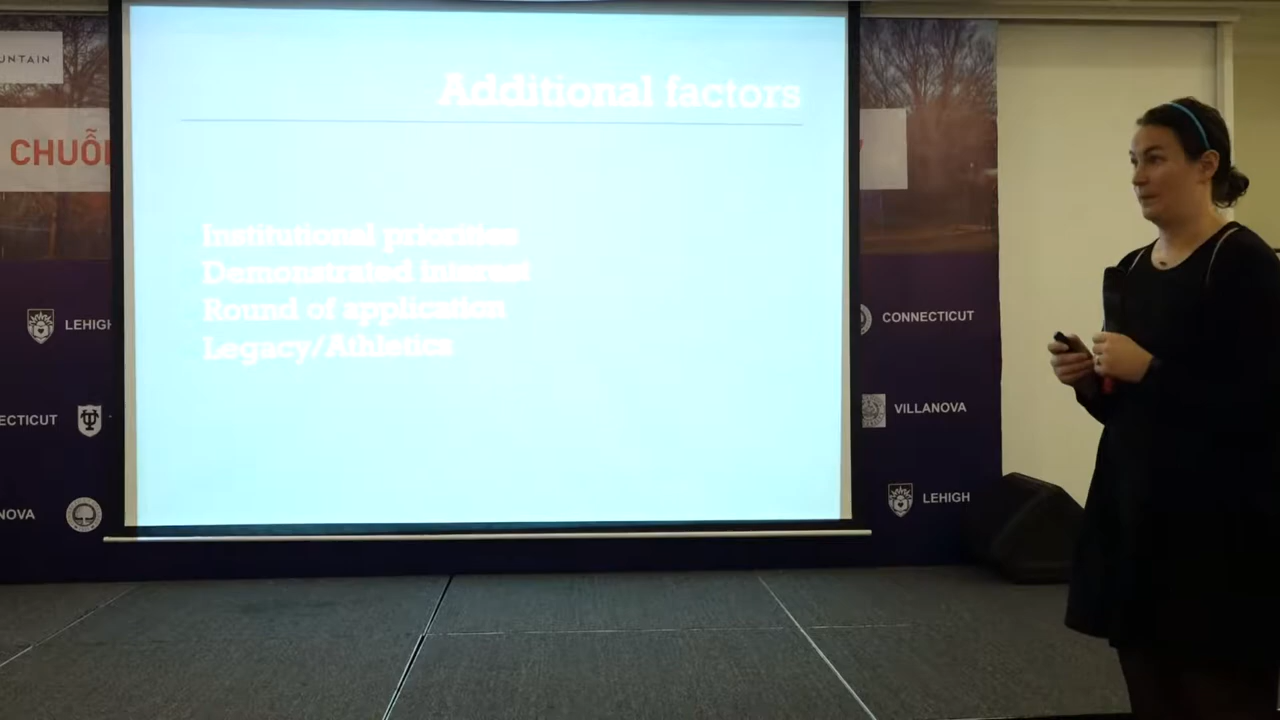 UNTAIN
CHUỖ
Additional factors
Institutional priorities
Demonstrated interest
Round of application
Legacy/Athletics
LEHIGH
CONNECTICUT
ECTICUT
VILLANOVA
NOVA
LEHIGH